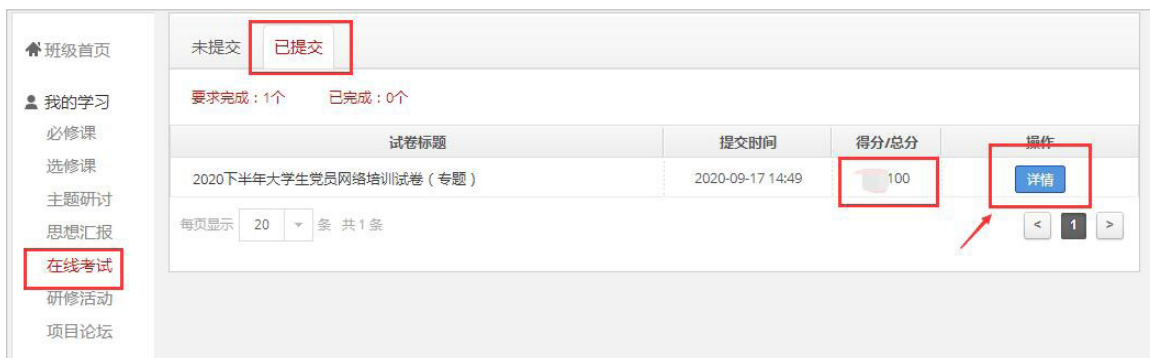 班级首页
我的学习
必修课
选修课
主题研讨
思想汇报
在线考试
研修活动
项目论坛
未提交 已提交
要求完成：1个 已完成：0个
试卷标题 提交时间 得分/总分 操作
2020下半年大学生党员网络培训试卷（专题） 2020-09-17 14:49 100 详情
每页显示 20 条 共1条 < 1 >